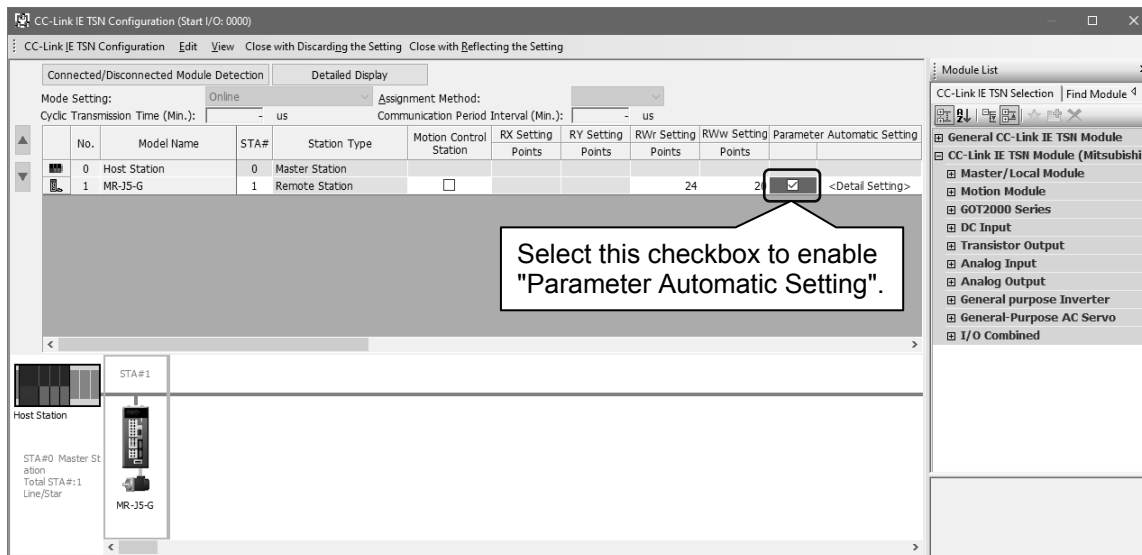 CC-Link IE TSN Configuration (Start I/O: 0000)
CC-Link IE TSN Configuration Edit View Close with Discarding the Setting Close with Reflecting the Setting
Connected/Disconnected Module Detection Detailed Display
Mode Setting: Online Assignment Method:
Cyclic Transmission Time (Min.): - us Communication Period Interval (Min.): - us
No. Model Name STA# Station Type Motion Control Station RX Setting RY Setting RWr Setting RWw Setting Parameter Automatic Setting
Points Points Points Points
0 Host Station 0 Master Station
1 MR-J5-G 1 Remote Station 24 20 <Detail Setting>
Select this checkbox to enable
"Parameter Automatic Setting".
STA#1
Host Station
STA#0 Master St
ation
Total STA#:1
Line/Star
MR-J5-G
Module List
CC-Link IE TSN Selection Find Module
General CC-Link IE TSN Module
CC-Link IE TSN Module (Mitsubishi
Master/Local Module
Motion Module
GOT2000 Series
DC Input
Transistor Output
Analog Input
Analog Output
General purpose Inverter
General-Purpose AC Servo
I/O Combined